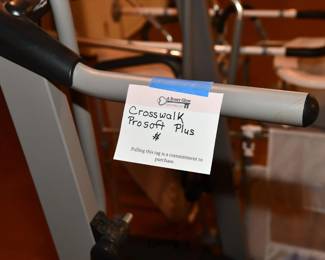 Crosswalk
Prosoft Plus
$
Pulling this tag is a commitment to
purchase.